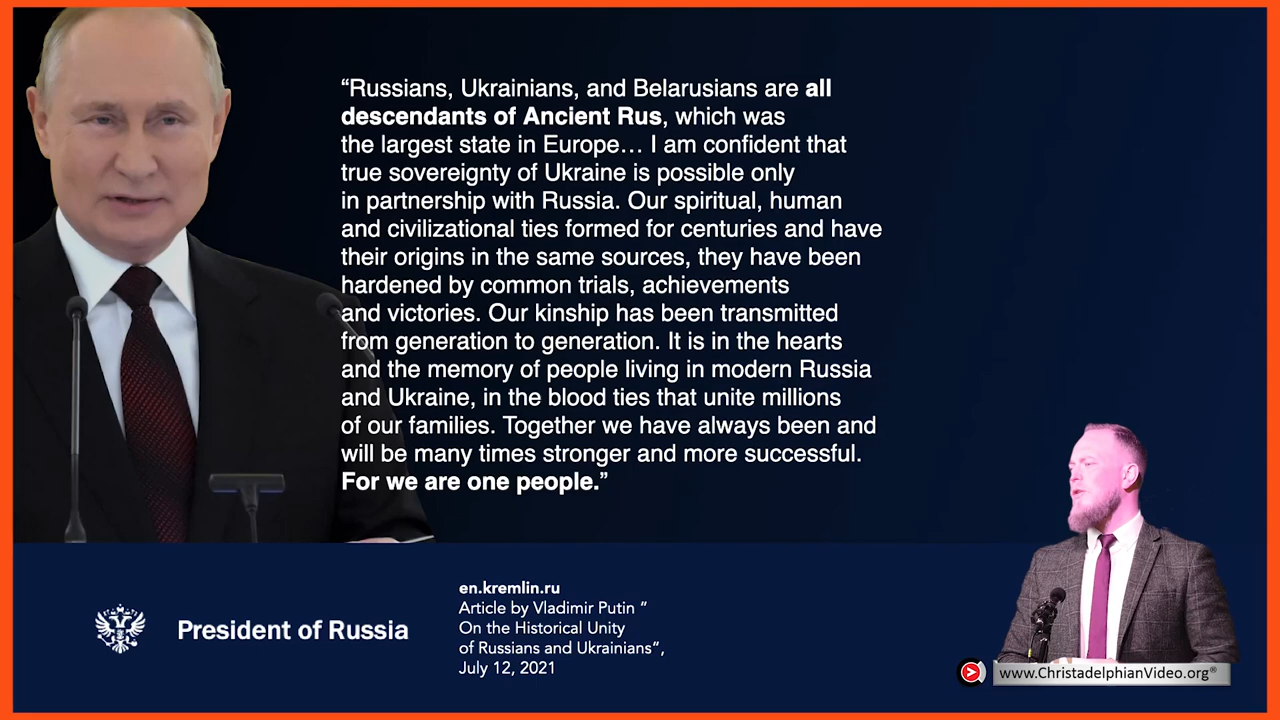 “Russians, Ukrainians, and Belarusians are all
descendants of Ancient Rus, which was
the largest state in Europe… I am confident that
true sovereignty of Ukraine is possible only
in partnership with Russia. Our spiritual, human
and civilizational ties formed for centuries and have
their origins in the same sources, they have been
hardened by common trials, achievements
and victories. Our kinship has been transmitted
from generation to generation. It is in the hearts
and the memory of people living in modern Russia
and Ukraine, in the blood ties that unite millions
of our families. Together we have always been and
will be many times stronger and more successful.
For we are one people.”
President of Russia
en.kremlin.ru
Article by Vladimir Putin “
On the Historical Unity
of Russians and Ukrainians“,
July 12, 2021
www.ChristadelphianVideo.org®